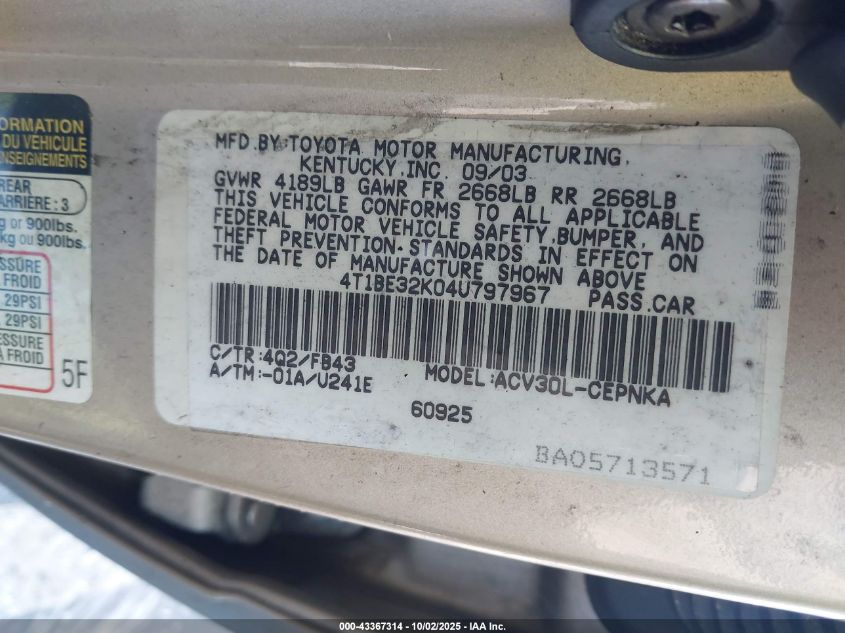 ORMATION
DU VEHICULE
ENSEIGNEMENTS
REAR
ARRIÈRE : 3
g or 900lbs.
kg ou 900lbs.
SSURE
FROID
29PSI
29PSI
SSURE
À FROID
5F
MFD.BY:TOYOTA MOTOR MANUFACTURING,
KENTUCKY,INC. 09/03
GVWR 4189LB GAWR FR 2668LB RR 2668LB
THIS VEHICLE CONFORMS TO ALL APPLICABLE
FEDERAL MOTOR VEHICLE SAFETY,BUMPER, AND
THEFT PREVENTION STANDARDS IN EFFECT ON
THE DATE OF MANUFACTURE SHOWN ABOVE
4T1BE32K04U797967 PASS.CAR
C/TR:4Q2/FB43
A/TM:-01A/U241E MODEL:ACV30L-CEPNKA
60925
BA05713571
000-43367314 - 10/02/2025 - IAA Inc.